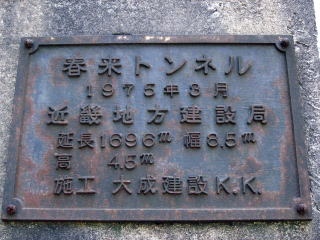 春来トンネル
1975年3月
近畿地方建設局
延長1696m 幅8.5m
高 4.5m
施工 大成建設K.K.